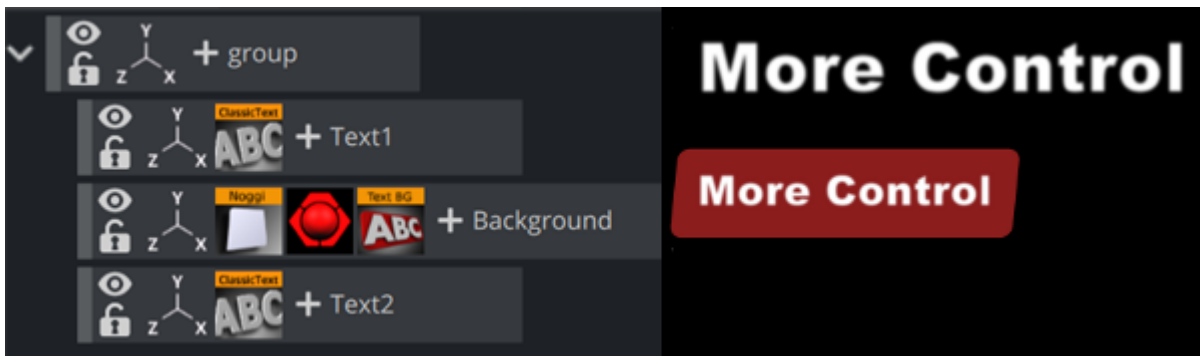 Y
Z X
group
ClassicText
Y
ABC
Z X
Text1
Noggi
Text BG
Y
ABC
Z X
Background
ClassicText
Y
ABC
Z X
Text2
More Control
More Control